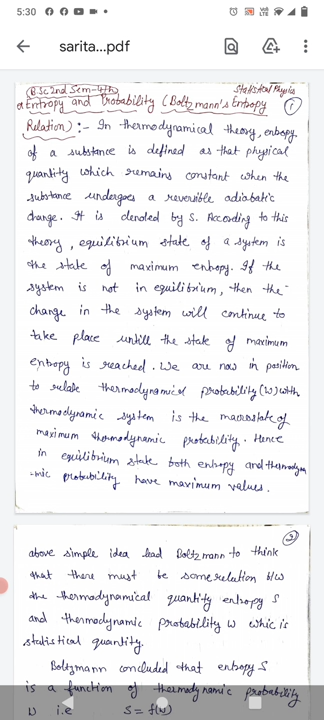 5:30
sarita...pdf
BSc 2nd Sem-4th
Statistical Physics
Entropy and Probability (Boltzmann's Entropy
1
Relation) :- In thermodynamical theory, entropy
of a substance is defined as that physical
quantity which remains constant when the
substance undergoes a reversible adiabatic
change. It is denoted by S. According to this
theory, equilibrium state of a system is
the state of maximum entropy. If the
system is not in equilibrium, then the
change in the system will continue to
take place untill the state of maximum
entropy is reached. We are now in position
to relate thermodynamical probability (W) with
thermodynamic system is the macrostate of
maximum thermodynamic probability. Hence
in equilibrium state both entropy and thermodyna
-mic probability have maximum values.
2
above simple idea lead Boltzmann to think
that there must be some relation b/w
the thermodynamical quantity entropy S
and thermodynamic probability W whic is
statistical quantity.
Boltzmann concluded that entropy S
is a function of thermodynamic probability
i.e S = f(W)